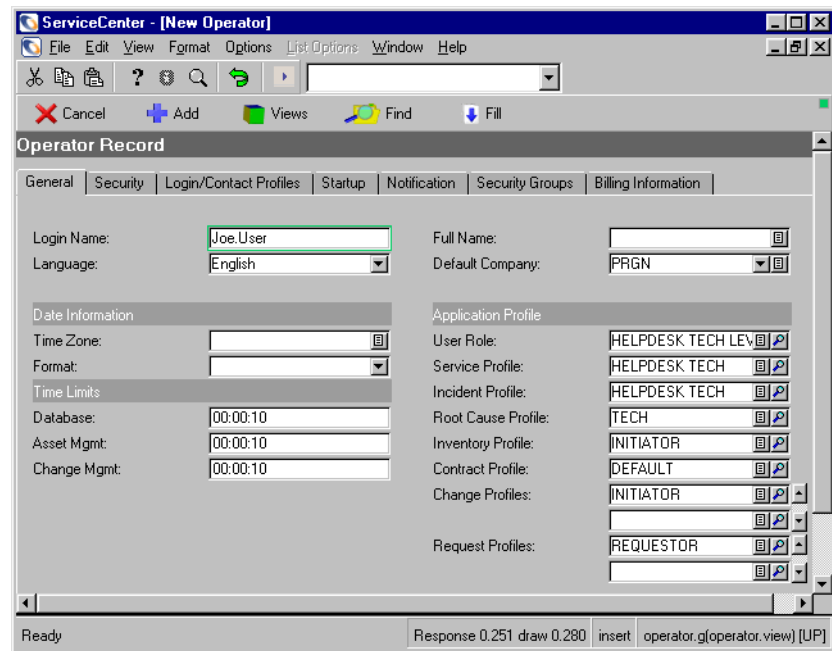 ServiceCenter - [New Operator]
File Edit View Format Options List Options Window Help
Cancel Add Views Find Fill
Operator Record
General Security Login/Contact Profiles Startup Notification Security Groups Billing Information
Login Name: Joe.User Full Name:
Language: English Default Company: PRGN
Date Information Application Profile
Time Zone: User Role: HELPDESK TECH LEV
Format: Service Profile: HELPDESK TECH
Time Limits Incident Profile: HELPDESK TECH
Database: 00:00:10 Root Cause Profile: TECH
Asset Mgmt: 00:00:10 Inventory Profile: INITIATOR
Change Mgmt: 00:00:10 Contract Profile: DEFAULT
Change Profiles: INITIATOR
Request Profiles: REQUESTOR
Ready Response 0.251 draw 0.280 insert operator.g(operator.view) [UP]